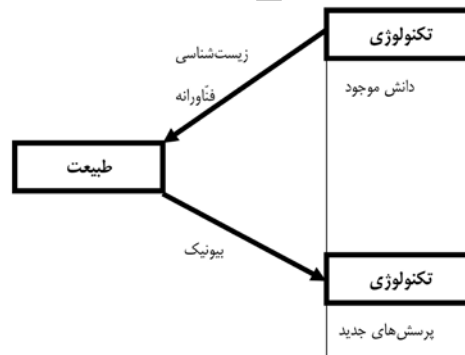 تکنولوژی
زیست‌شناسی
دانش موجود
فنّاورانه
طبیعت
بیونیک
تکنولوژی
پرسش‌های جدید